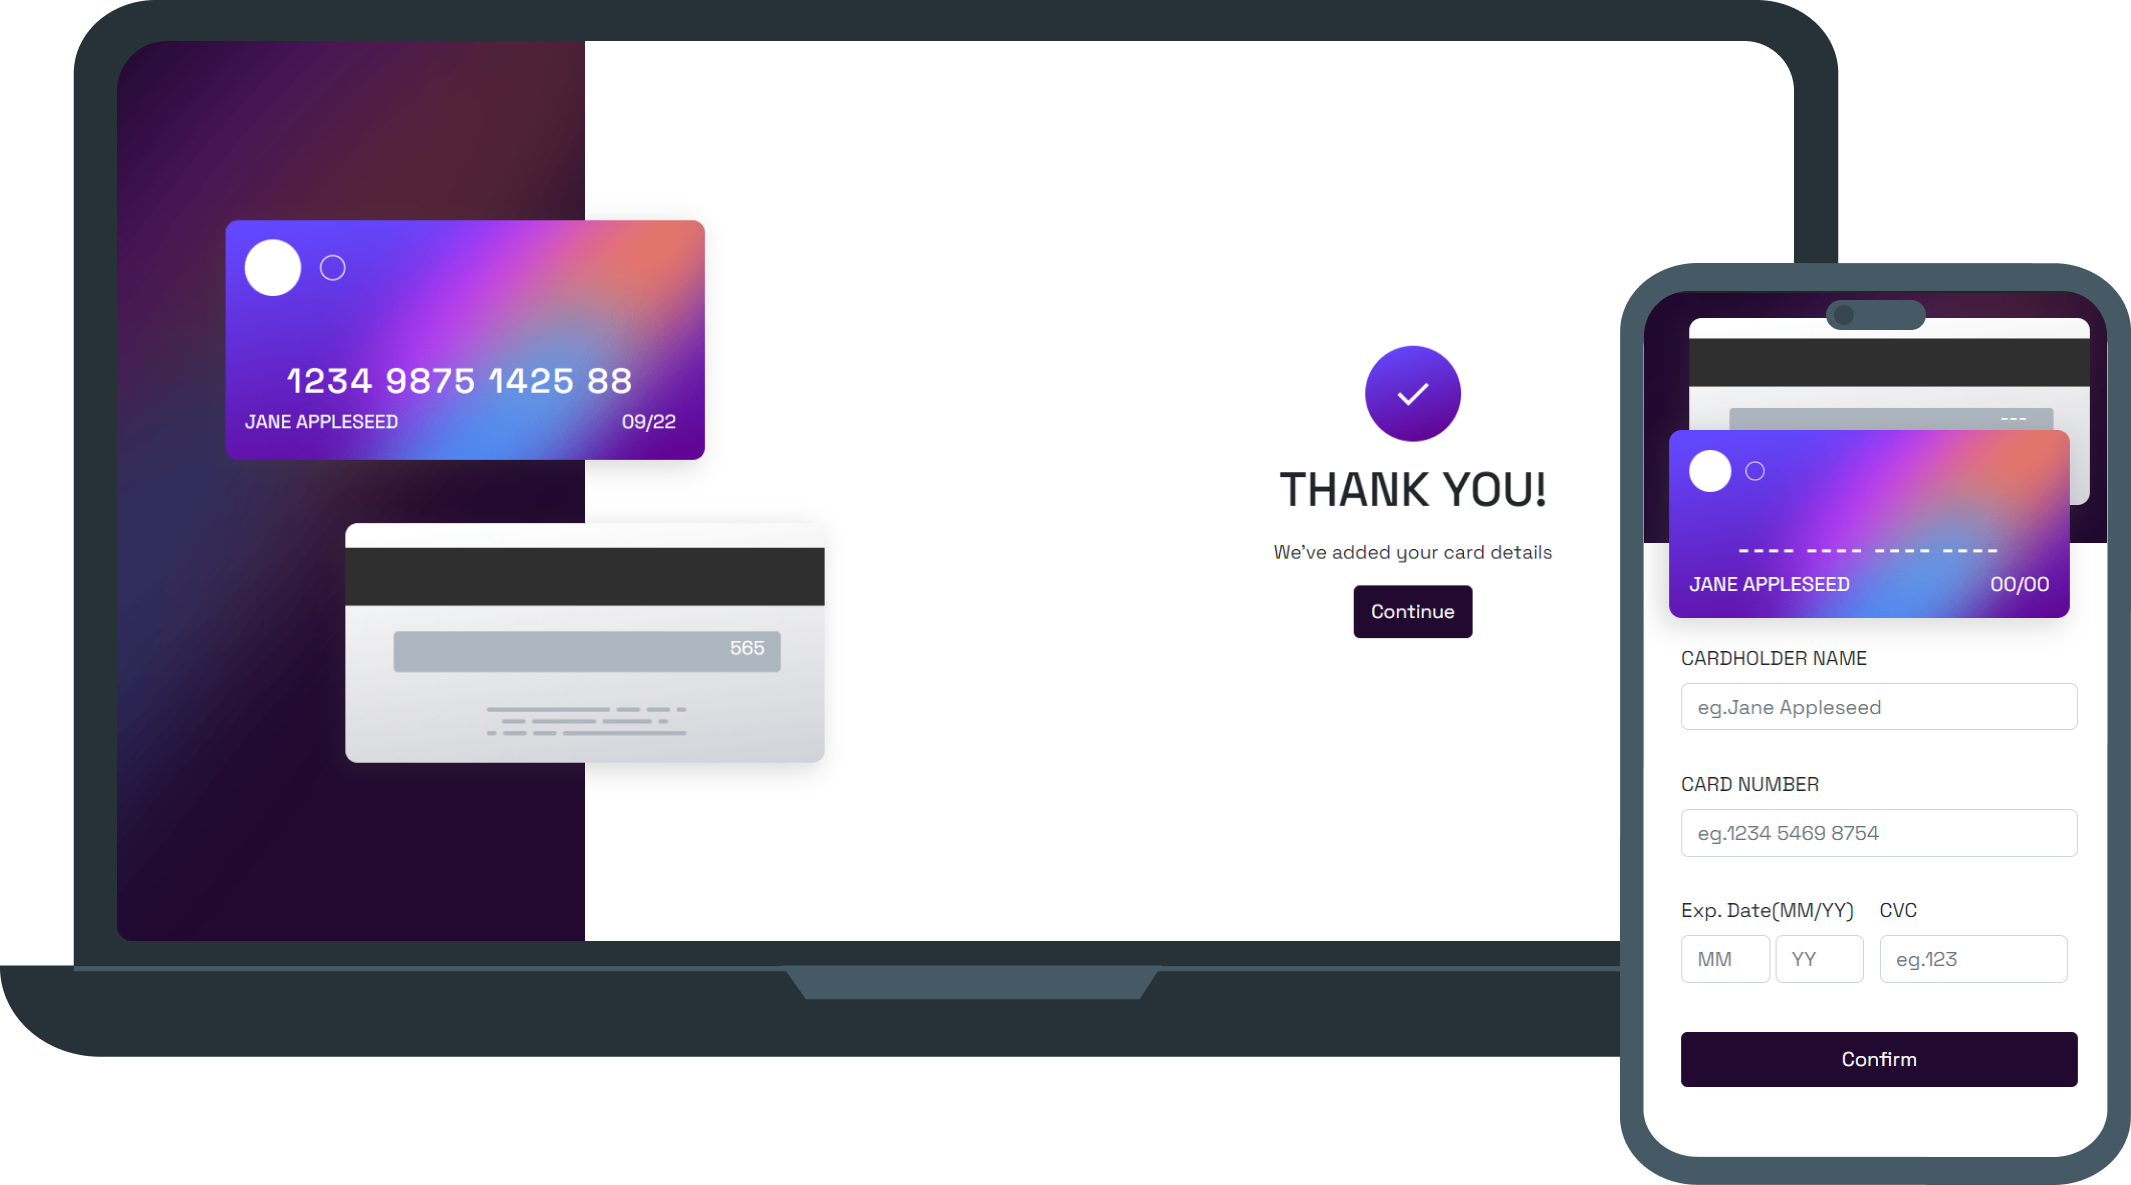 1234 9875 1425 88
JANE APPLESEED 09/22
565
THANK YOU!
We've added your card details
Continue
---
---- ---- ---- ----
JANE APPLESEED 00/00
CARDHOLDER NAME
eg.Jane Appleseed
CARD NUMBER
eg.1234 5469 8754
Exp. Date(MM/YY) CVC
MM YY eg.123
Confirm